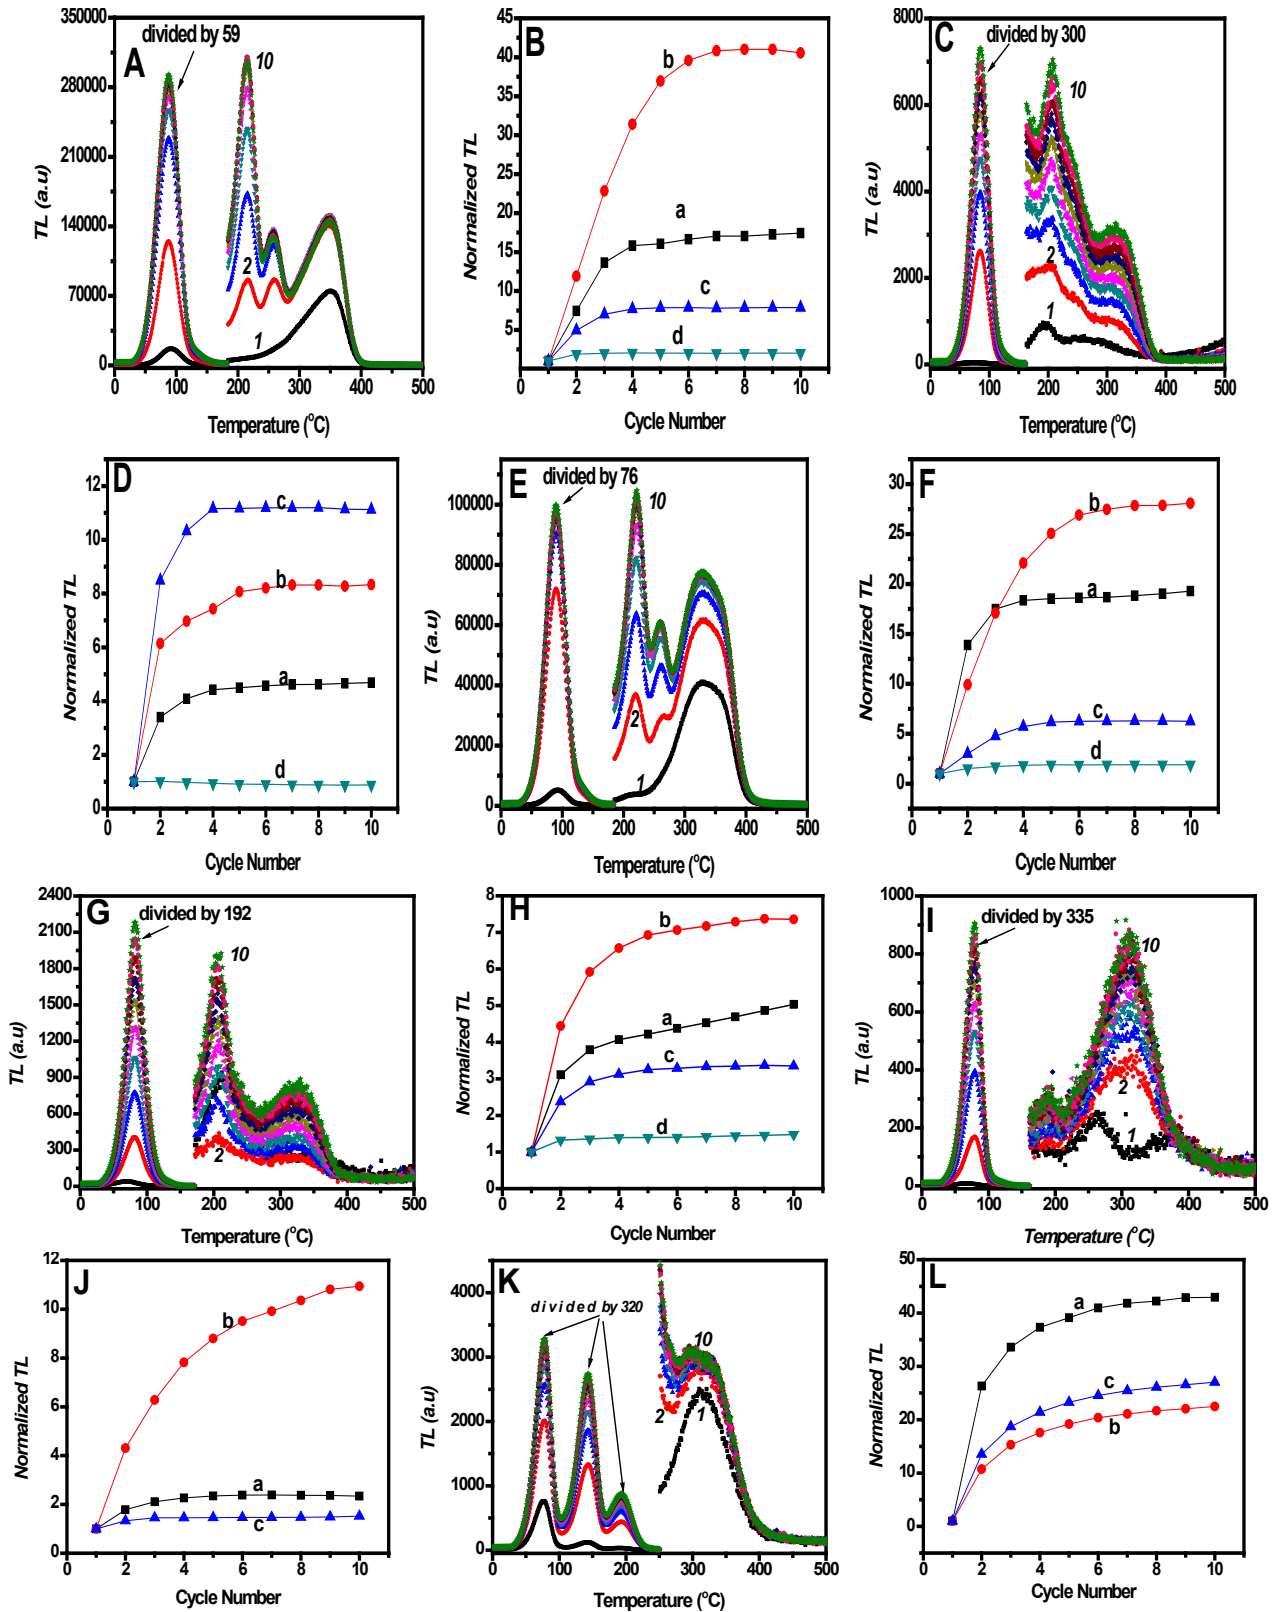 A
divided by 59
10
2
1
TL (a.u)
350000
280000
210000
140000
70000
0
0 100 200 300 400 500
Temperature (°C)
B
b
a
c
d
Normalized TL
45
40
35
30
25
20
15
10
5
0
0 2 4 6 8 10
Cycle Number
C
divided by 300
10
2
1
TL (a.u)
8000
6000
4000
2000
0
0 100 200 300 400 500
Temperature (°C)
D
c
b
a
d
Normalized TL
12
10
8
6
4
2
0
0 2 4 6 8 10
Cycle Number
E
divided by 76
10
2
1
TL (a.u)
100000
80000
60000
40000
20000
0
0 100 200 300 400 500
Temperature (°C)
F
b
a
c
d
Normalized TL
30
25
20
15
10
5
0
0 2 4 6 8 10
Cycle Number
G
divided by 192
10
1
2
TL (a.u)
2400
2100
1800
1500
1200
900
600
300
0
0 100 200 300 400 500
Temperature (°C)
H
b
a
c
d
Normalized TL
8
7
6
5
4
3
2
1
0
0 2 4 6 8 10
Cycle Number
I
divided by 335
10
2
1
TL (a.u)
1000
800
600
400
200
0
0 100 200 300 400 500
Temperature (°C)
J
b
a
c
Normalized TL
12
10
8
6
4
2
0
0 2 4 6 8 10
Cycle Number
K
divided by 320
10
2
1
TL (a.u)
4000
3000
2000
1000
0
0 100 200 300 400 500
Temperature (°C)
L
a
c
b
Normalized TL
50
40
30
20
10
0
0 2 4 6 8 10
Cycle Number